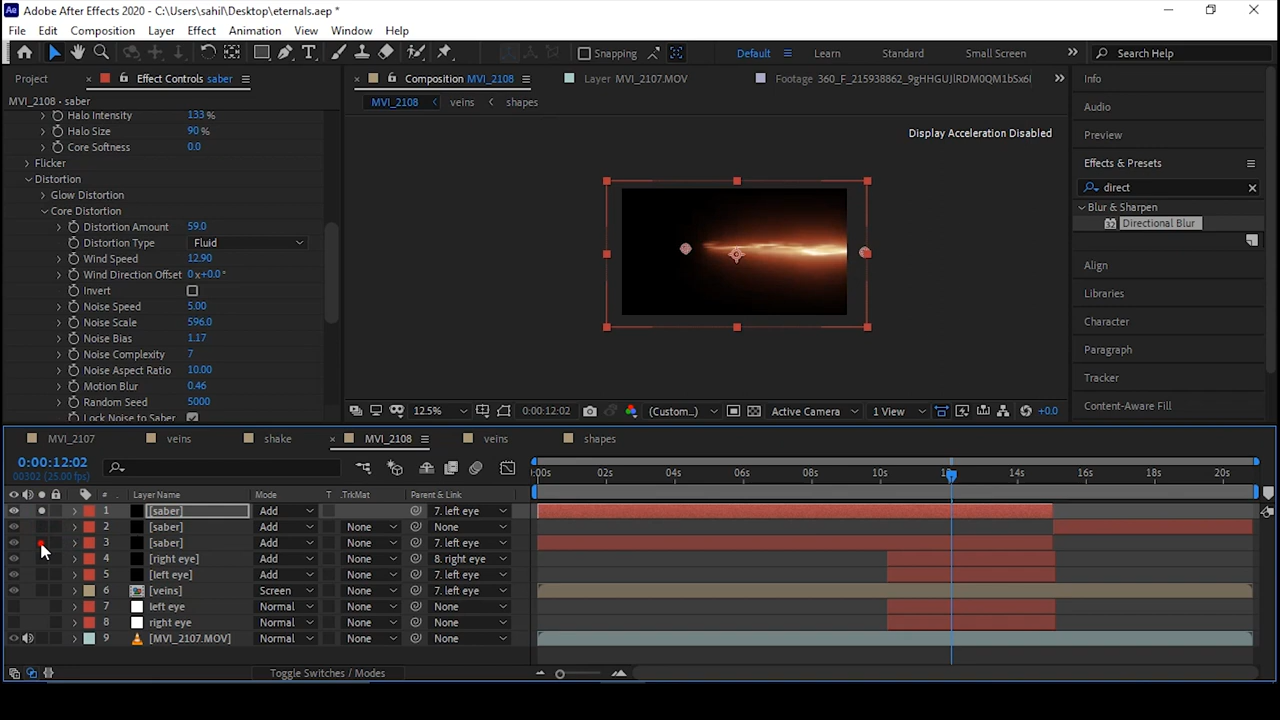 Adobe After Effects 2020 - C:\Users\sahil\Desktop\eternals.aep *
File Edit Composition Layer Effect Animation View Window Help
Snapping Default Learn Standard Small Screen Search Help
Project Effect Controls saber Composition MVI_2108 Layer MVI_2107.MOV Footage 360_F_215938862_9gHHGUJlRDM0QM1bSx6l Info
MVI_2108 • saber MVI_2108 veins shapes
Halo Intensity 133 %
Halo Size 90 %
Core Softness 0.0
Flicker
Distortion
Glow Distortion
Core Distortion
Distortion Amount 59.0
Distortion Type Fluid
Wind Speed 12.90
Wind Direction Offset 0 x+0.0°
Invert
Noise Speed 5.00
Noise Scale 596.0
Noise Bias 1.17
Noise Complexity 7
Noise Aspect Ratio 10.00
Motion Blur 0.46
Random Seed 5000
Lock Noise to Saber
Display Acceleration Disabled
12.5% 0:00:12:02 (Custom...) Active Camera 1 View +0.0
Audio
Preview
Effects & Presets
direct
Blur & Sharpen
32 Directional Blur
Align
Libraries
Character
Paragraph
Tracker
Content-Aware Fill
MVI_2107 veins shake MVI_2108 veins shapes
0:00:12:02
00302 (25.00 fps)
:00s 02s 04s 06s 08s 10s 14s 16s 18s 20s
# Layer Name Mode T .TrkMat Parent & Link
1 [saber] Add 7. left eye
2 [saber] Add None None
3 [saber] Add None 7. left eye
4 [right eye] Add None 8. right eye
5 [left eye] Add None 7. left eye
6 [veins] Screen None 7. left eye
7 left eye Normal None None
8 right eye Normal None None
9 [MVI_2107.MOV] Normal None None
Toggle Switches / Modes